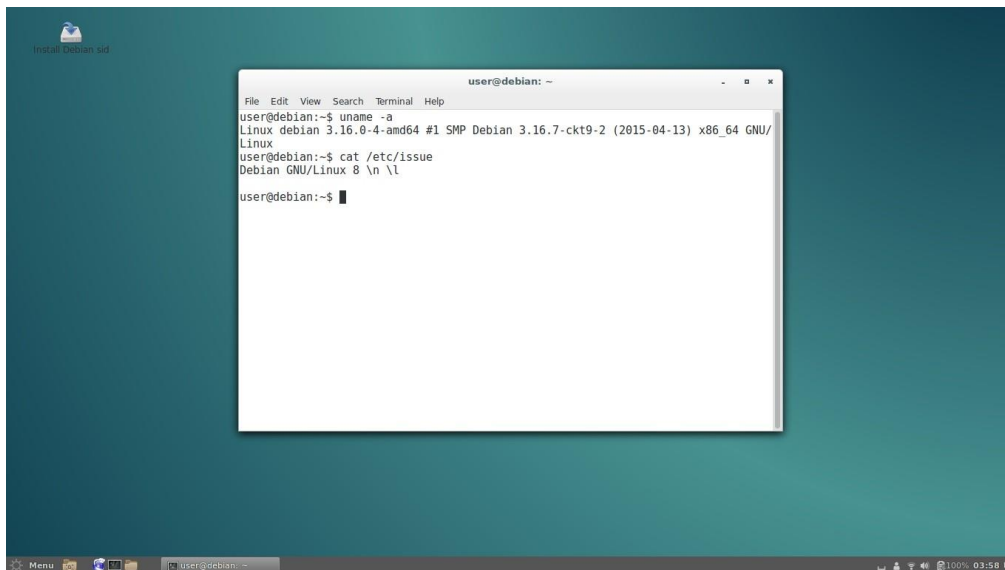 Install Debian sid
user@debian: ~
File Edit View Search Terminal Help
user@debian:~$ uname -a
Linux debian 3.16.0-4-amd64 #1 SMP Debian 3.16.7-ckt9-2 (2015-04-13) x86_64 GNU/
Linux
user@debian:~$ cat /etc/issue
Debian GNU/Linux 8 \n \l
user@debian:~$
Menu
user@debian: ~
100% 03:58